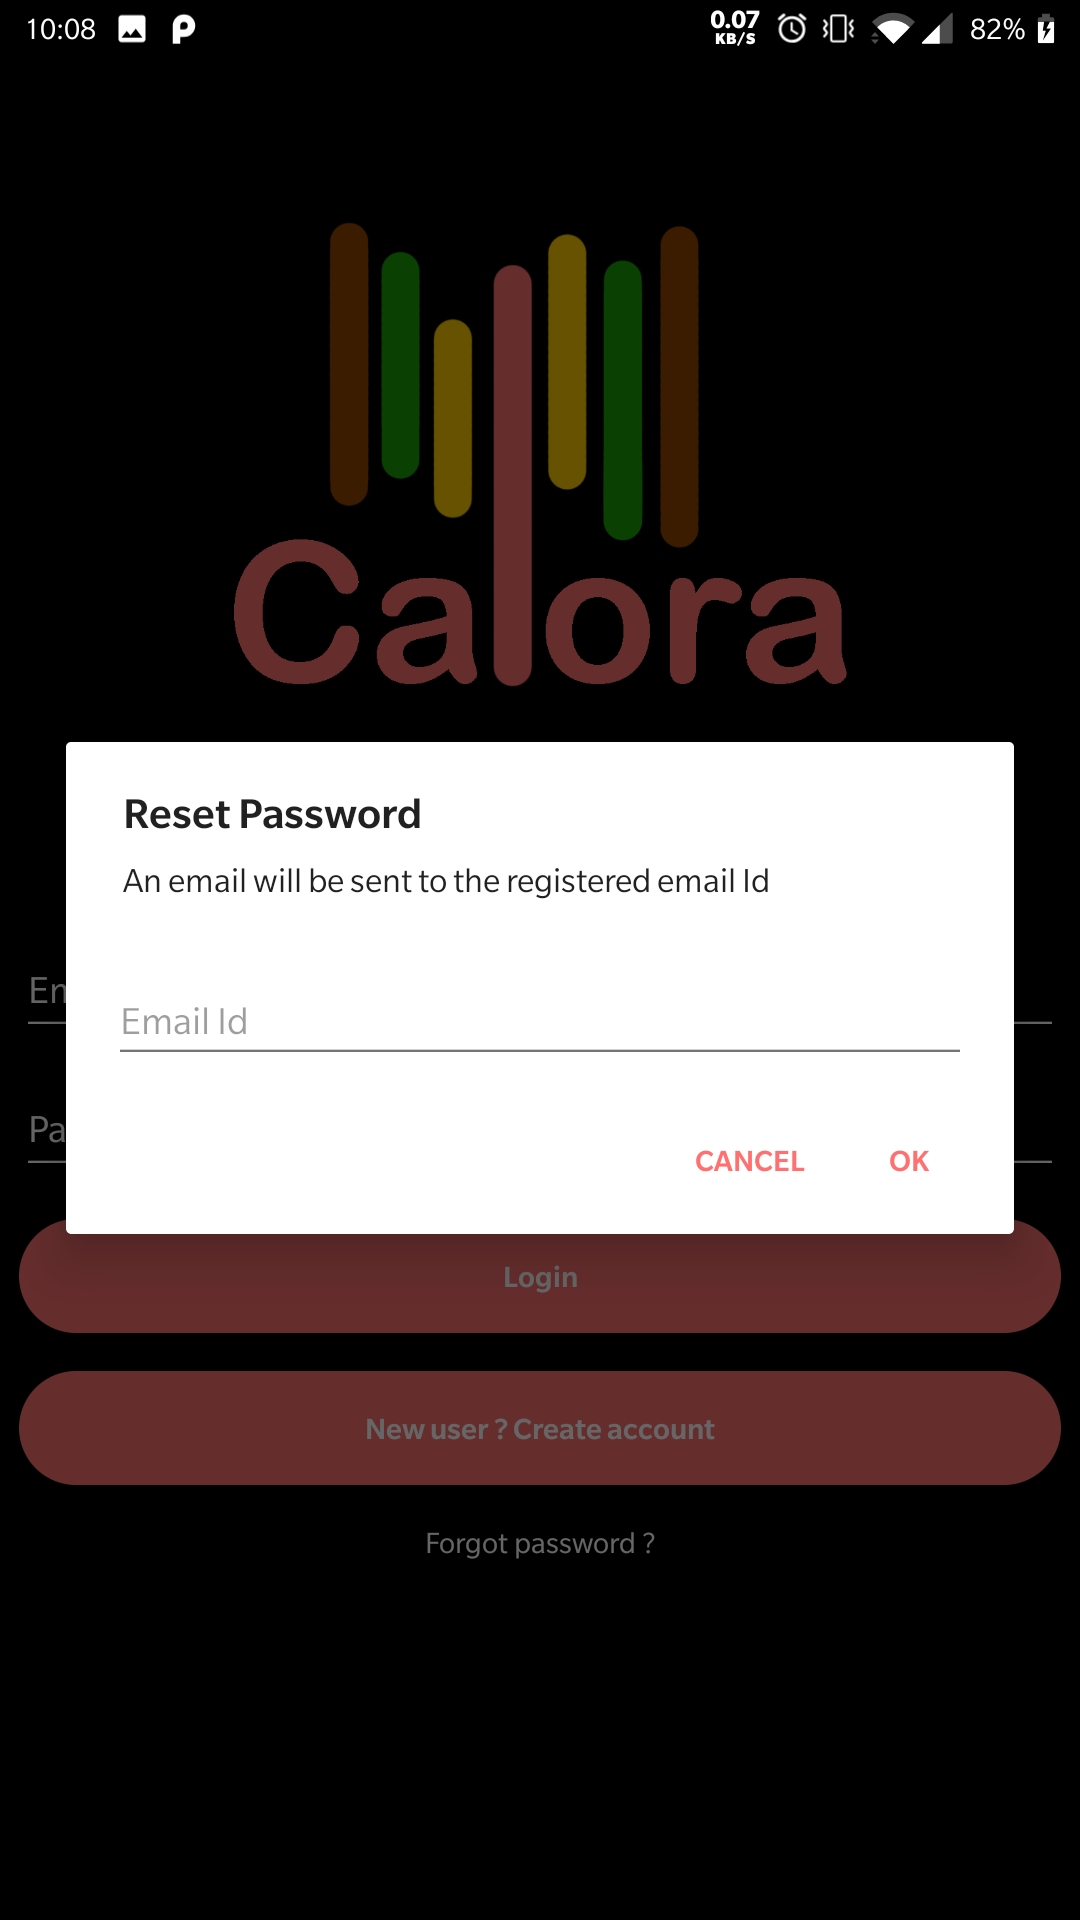 10:08
0.07
KB/S
82%
Calora
Reset Password
An email will be sent to the registered email Id
Em
Email Id
Pa
CANCEL OK
Login
New user ? Create account
Forgot password ?